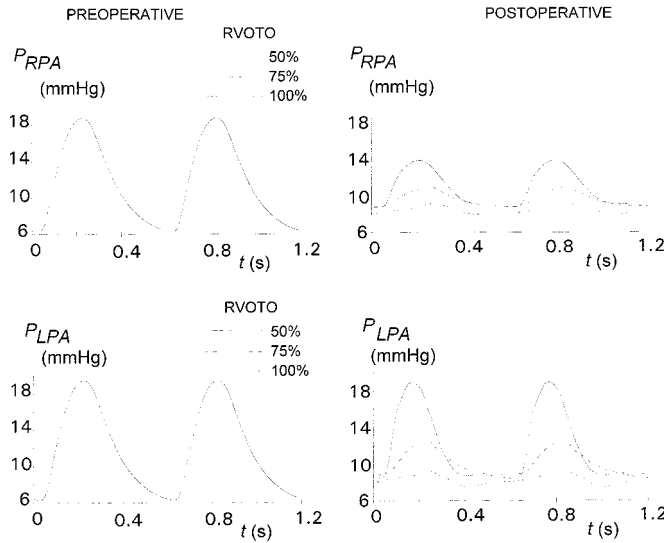 PREOPERATIVE
POSTOPERATIVE
RVOTO
50%
75%
100%
P_RPA
(mmHg)
18
14
10
6
0
0.4
0.8
1.2
t (s)
P_RPA
(mmHg)
18
14
10
6
0
0.4
0.8
1.2
t (s)
RVOTO
50%
75%
100%
P_LPA
(mmHg)
18
14
10
6
0
0.4
0.8
1.2
t (s)
P_LPA
(mmHg)
18
14
10
6
0
0.4
0.8
1.2
t (s)